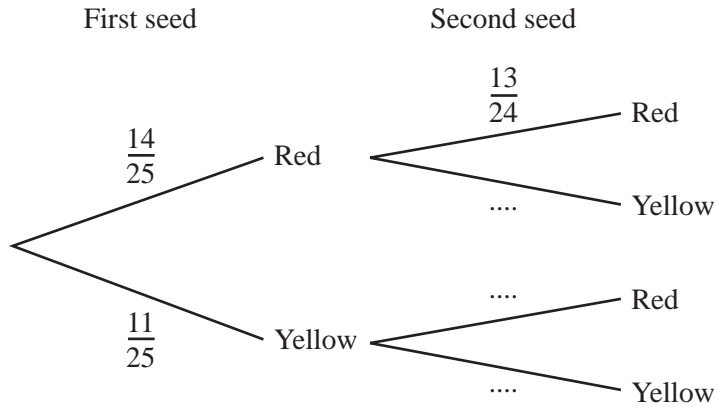 First seed Second seed
13
24
Red
14
25
Red
....
Yellow
....
Red
11
25
Yellow
....
Yellow